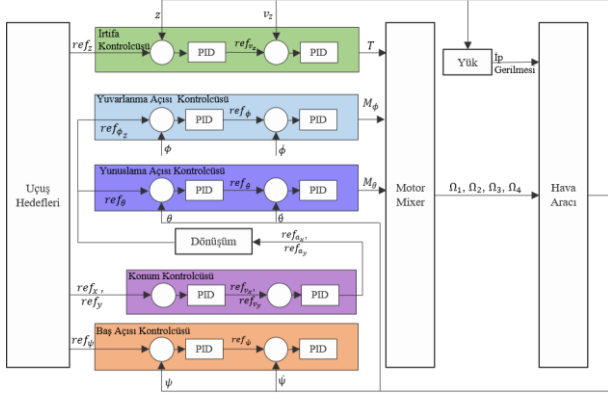 z
v_z
ref_z
İrtifa
Kontrolcüsü
PID
ref_{v_z}
PID
T
Yük
İp
Gerilmesi
Yuvarlanma Açısı Kontrolcüsü
ref_{ϕ_z}
PID
ref_ϕ̇
PID
M_ϕ
ϕ
ϕ̇
Yunuslama Açısı Kontrolcüsü
ref_θ
PID
ref_θ̇
PID
M_θ
θ
θ̇
Uçuş
Hedefleri
Motor
Mixer
Ω_1, Ω_2, Ω_3, Ω_4
Hava
Aracı
Dönüşüm
ref_{a_x},
ref_{a_y}
Konum Kontrolcüsü
ref_x,
ref_y
PID
ref_{v_x},
ref_{v_y}
PID
Baş Açısı Kontrolcüsü
ref_ψ
PID
ref_ψ̇
PID
ψ
ψ̇